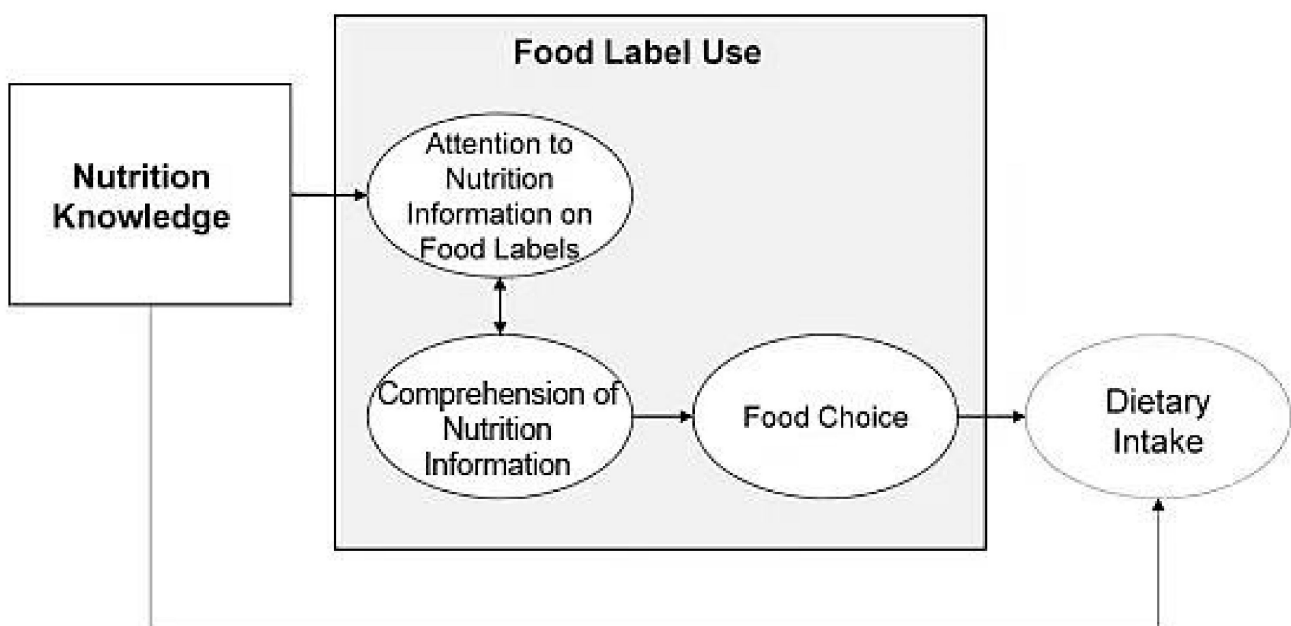 Food Label Use
Nutrition
Knowledge
Attention to
Nutrition
Information on
Food Labels
Comprehension of
Nutrition
Information
Food Choice
Dietary
Intake